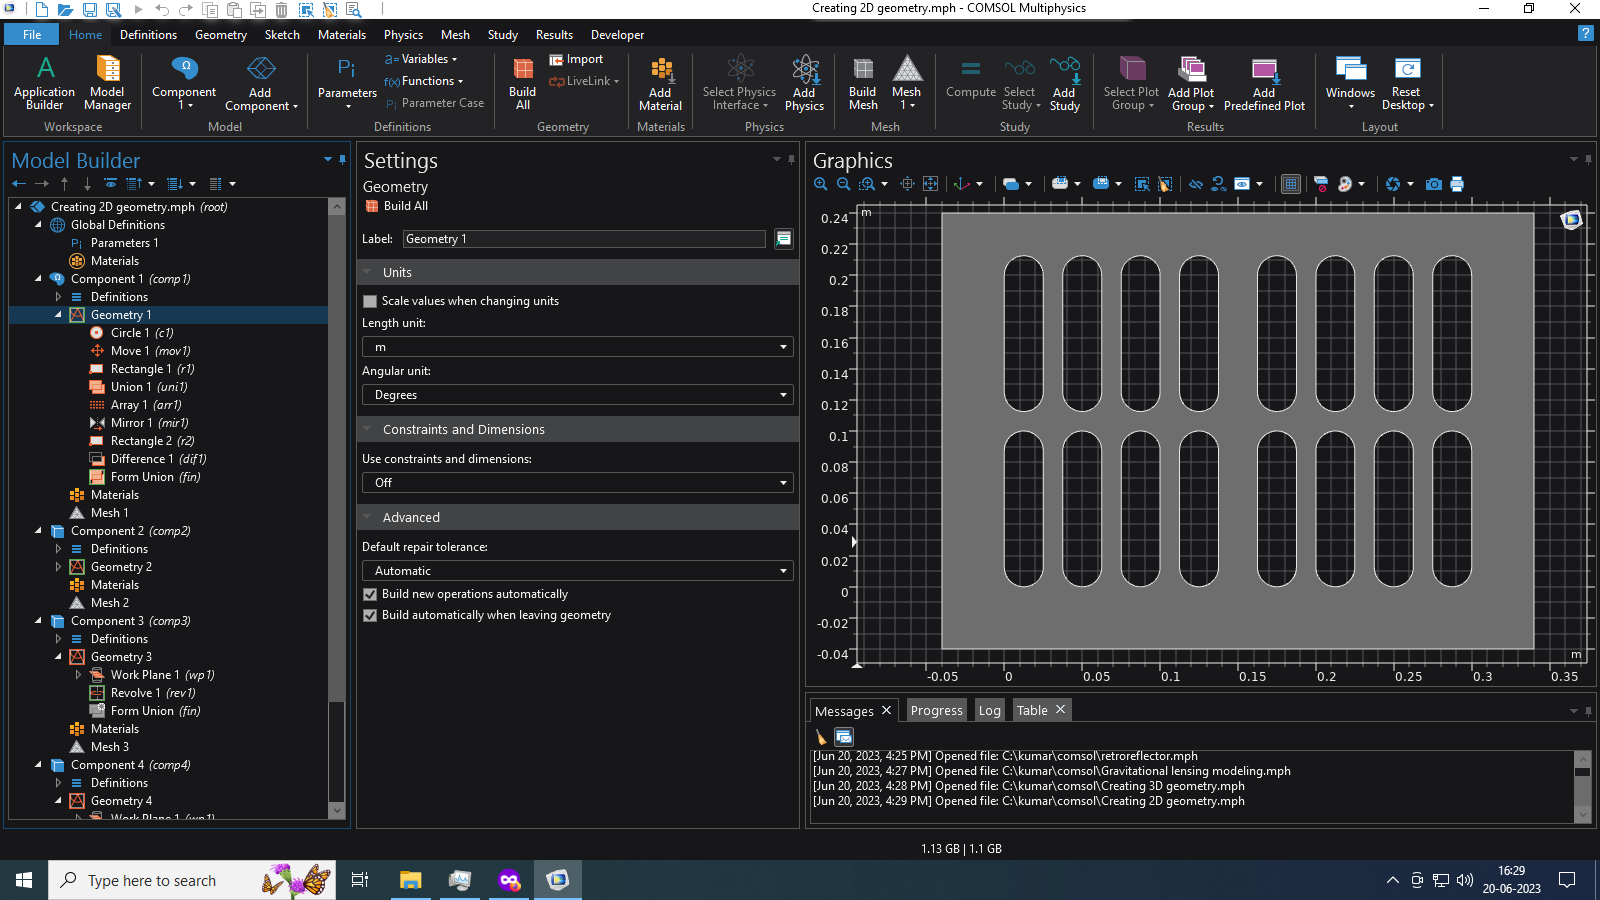 Creating 2D geometry.mph - COMSOL Multiphysics
File Home Definitions Geometry Sketch Materials Physics Mesh Study Results Developer
Application Builder
Model Manager
Workspace
Component 1
Add Component
Model
Parameters
a= Variables
f(x) Functions
Pi Parameter Case
Definitions
Build All
Import
LiveLink
Geometry
Add Material
Materials
Select Physics Interface
Add Physics
Physics
Build Mesh
Mesh 1
Mesh
Compute
Select Study
Add Study
Study
Select Plot Group
Add Plot Group
Add Predefined Plot
Results
Windows
Reset Desktop
Layout
Model Builder
Creating 2D geometry.mph (root)
Global Definitions
Pi Parameters 1
Materials
Component 1 (comp1)
Definitions
Geometry 1
Circle 1 (c1)
Move 1 (mov1)
Rectangle 1 (r1)
Union 1 (uni1)
Array 1 (arr1)
Mirror 1 (mir1)
Rectangle 2 (r2)
Difference 1 (dif1)
Form Union (fin)
Materials
Mesh 1
Component 2 (comp2)
Definitions
Geometry 2
Materials
Mesh 2
Component 3 (comp3)
Definitions
Geometry 3
Work Plane 1 (wp1)
Revolve 1 (rev1)
Form Union (fin)
Materials
Mesh 3
Component 4 (comp4)
Definitions
Geometry 4
Work Plane 1 (wp1)
Settings
Geometry
Build All
Label: Geometry 1
Units
Scale values when changing units
Length unit:
m
Angular unit:
Degrees
Constraints and Dimensions
Use constraints and dimensions:
Off
Advanced
Default repair tolerance:
Automatic
Build new operations automatically
Build automatically when leaving geometry
Graphics
m
0.24
0.22
0.2
0.18
0.16
0.14
0.12
0.1
0.08
0.06
0.04
0.02
0
-0.02
-0.04
m
-0.05 0 0.05 0.1 0.15 0.2 0.25 0.3 0.35
Messages Progress Log Table
[Jun 20, 2023, 4:25 PM] Opened file: C:\kumar\comsol\retroreflector.mph
[Jun 20, 2023, 4:27 PM] Opened file: C:\kumar\comsol\Gravitational lensing modeling.mph
[Jun 20, 2023, 4:28 PM] Opened file: C:\kumar\comsol\Creating 3D geometry.mph
[Jun 20, 2023, 4:29 PM] Opened file: C:\kumar\comsol\Creating 2D geometry.mph
1.13 GB | 1.1 GB
Type here to search
16:29
20-06-2023